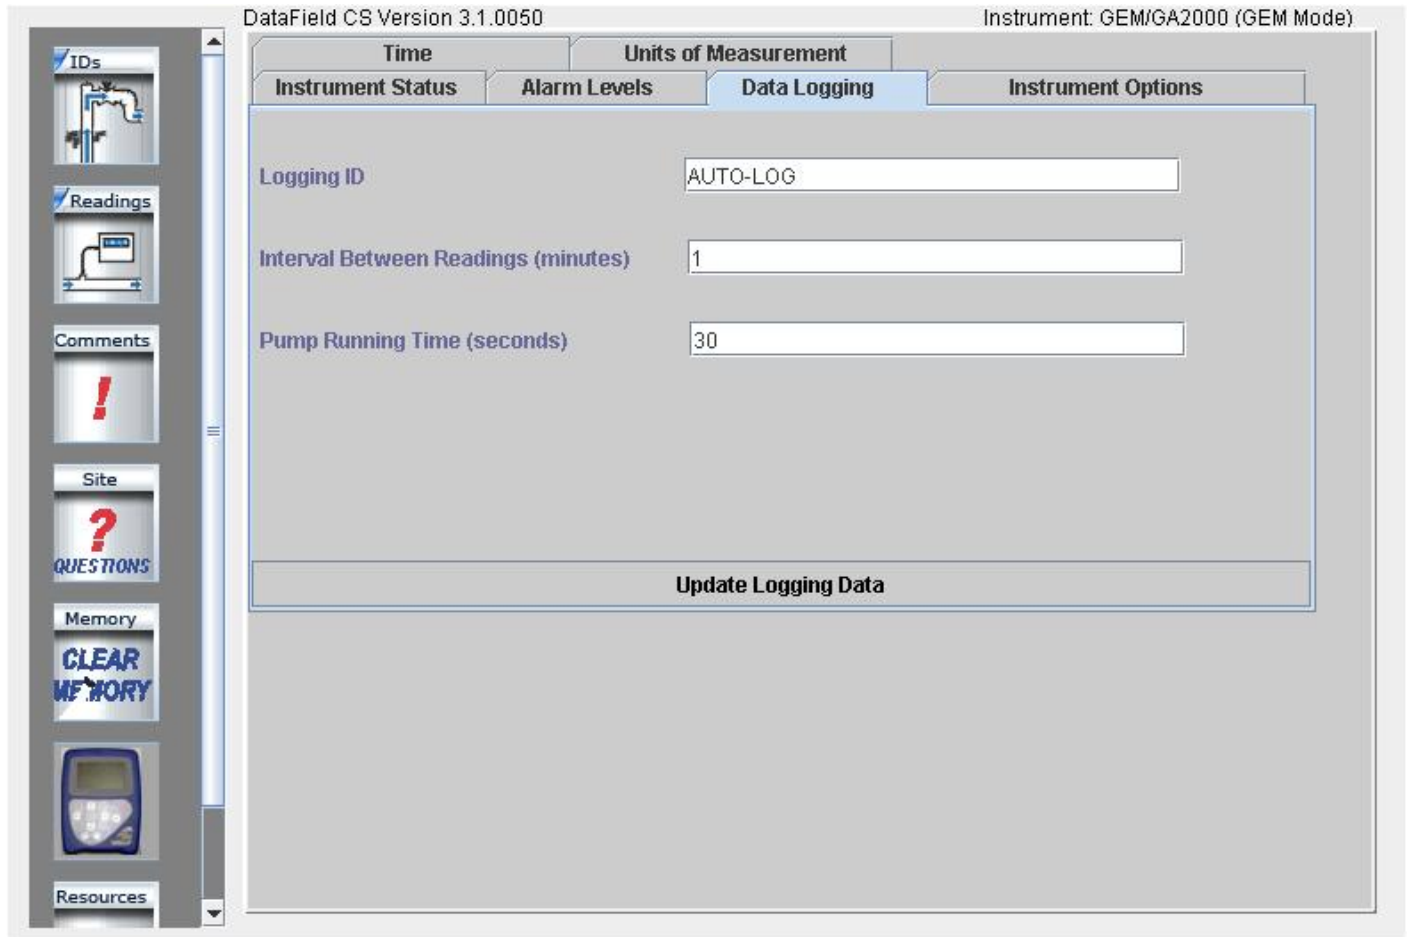 DataField CS Version 3.1.0050 Instrument: GEM/GA2000 (GEM Mode)
IDs
Readings
Comments
!
Site
?
QUESTIONS
Memory
CLEAR
MEMORY
Resources
Time Units of Measurement
Instrument Status Alarm Levels Data Logging Instrument Options
Logging ID AUTO-LOG
Interval Between Readings (minutes) 1
Pump Running Time (seconds) 30
Update Logging Data